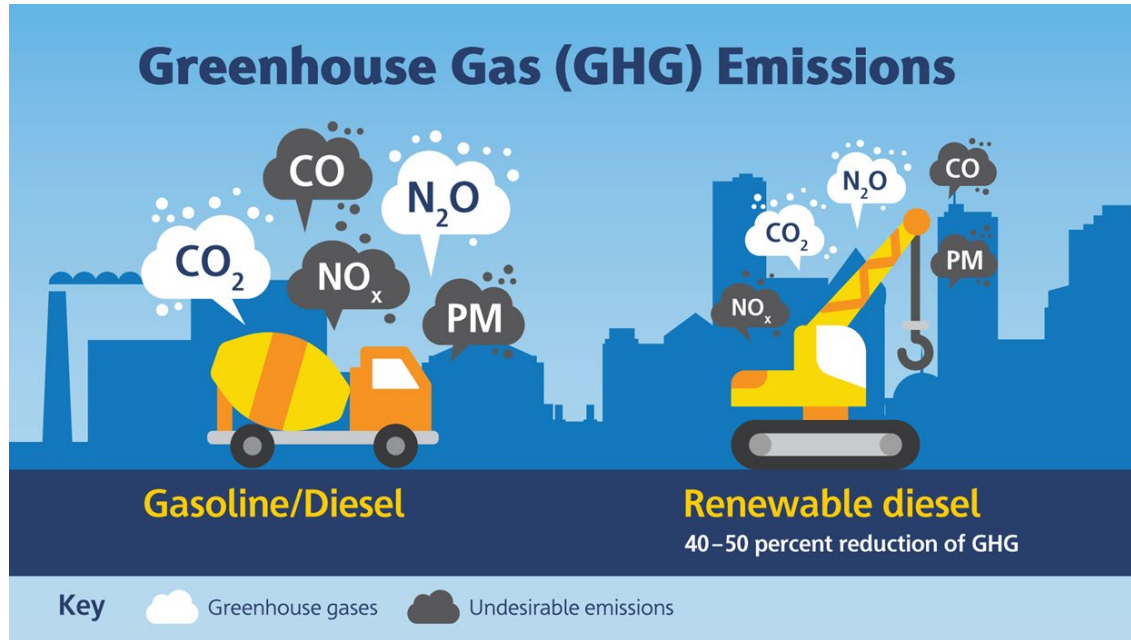 Greenhouse Gas (GHG) Emissions
CO
N₂O
CO₂
NOₓ
PM
CO
N₂O
CO₂
PM
NOₓ
Gasoline/Diesel
Renewable diesel
40–50 percent reduction of GHG
Key
Greenhouse gases
Undesirable emissions